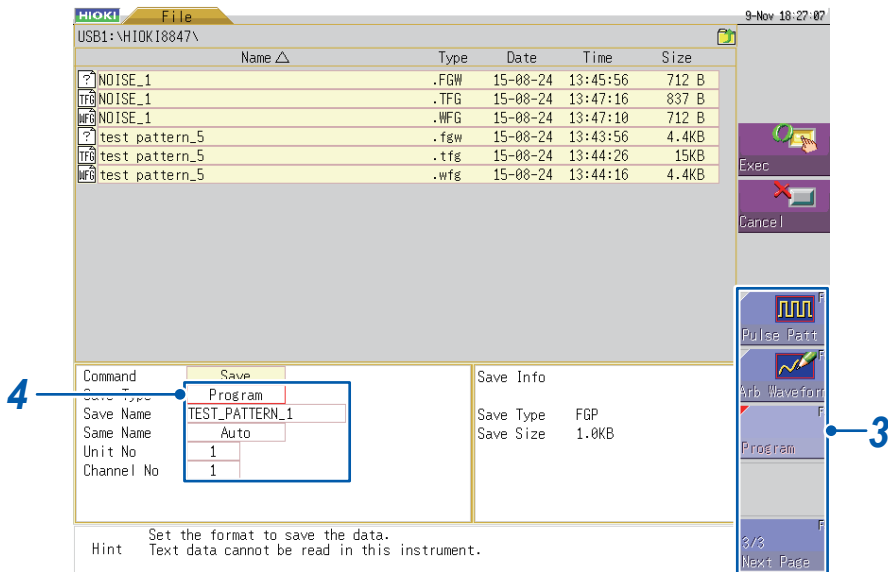 HIOKI File 9-Nov 18:27:07
USB1:\HIOKI8847\
Name △ Type Date Time Size
? NOISE_1 .FGW 15-08-24 13:45:56 712 B
TFG NOISE_1 .TFG 15-08-24 13:47:16 837 B
WFG NOISE_1 .WFG 15-08-24 13:47:10 712 B
? test pattern_5 .fgw 15-08-24 13:43:56 4.4KB
TFG test pattern_5 .tfg 15-08-24 13:44:26 15KB
WFG test pattern_5 .wfg 15-08-24 13:44:16 4.4KB
Exec
Cancel
F
Pulse Patt
F
Arb Waveform
F
Program
F
3/3
Next Page
3
4
Command Save
Save Type Program
Save Name TEST_PATTERN_1
Same Name Auto
Unit No 1
Channel No 1
Save Info
Save Type FGP
Save Size 1.0KB
Hint Set the format to save the data.
Text data cannot be read in this instrument.